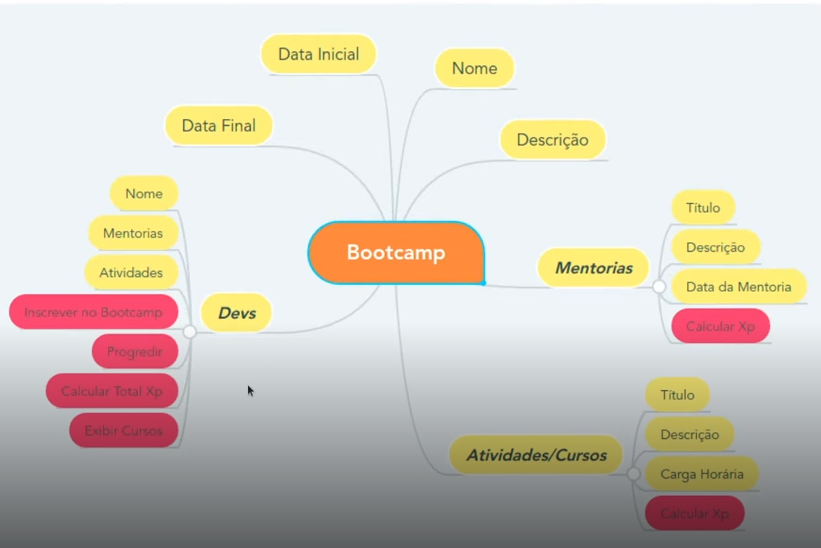 Data Inicial
Nome
Data Final
Descrição
Bootcamp
Devs
Nome
Mentorias
Atividades
Inscrever no Bootcamp
Progredir
Calcular Total Xp
Exibir Cursos
Mentorias
Título
Descrição
Data da Mentoria
Calcular Xp
Atividades/Cursos
Título
Descrição
Carga Horária
Calcular Xp